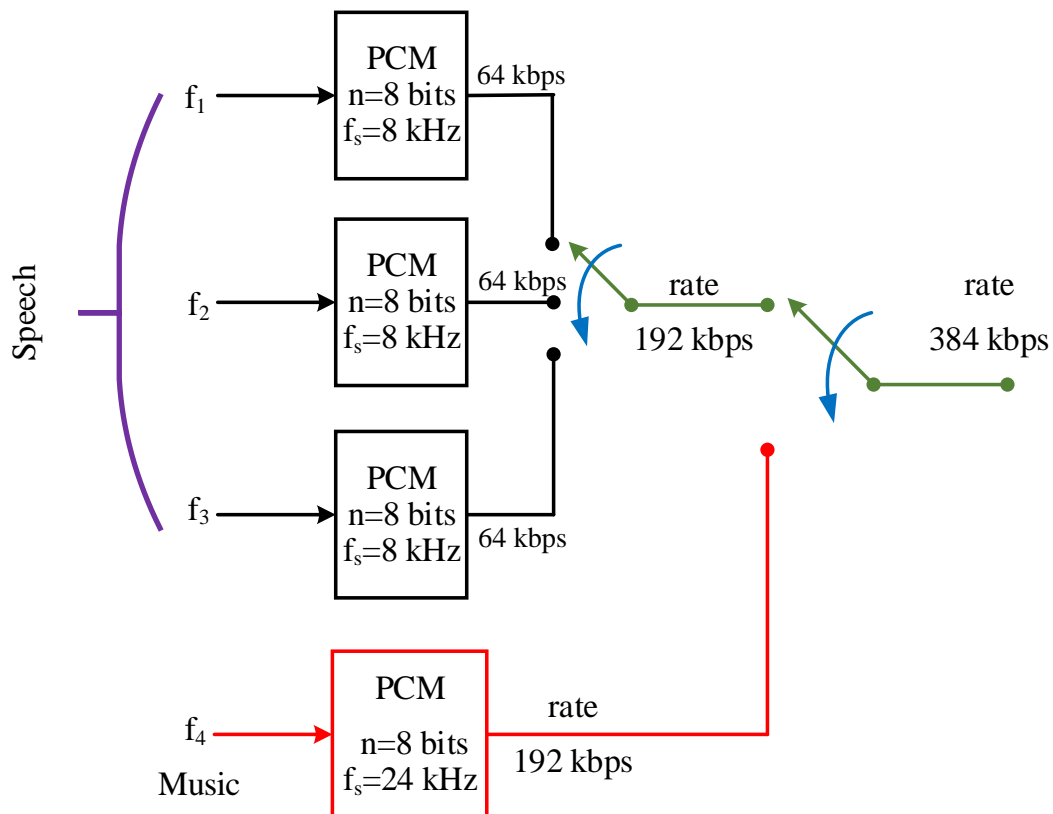 Speech
f₁
PCM
n=8 bits
fₛ=8 kHz
64 kbps
f₂
PCM
n=8 bits
fₛ=8 kHz
64 kbps
f₃
PCM
n=8 bits
fₛ=8 kHz
64 kbps
rate
192 kbps
rate
384 kbps
f₄
Music
PCM
n=8 bits
fₛ=24 kHz
rate
192 kbps